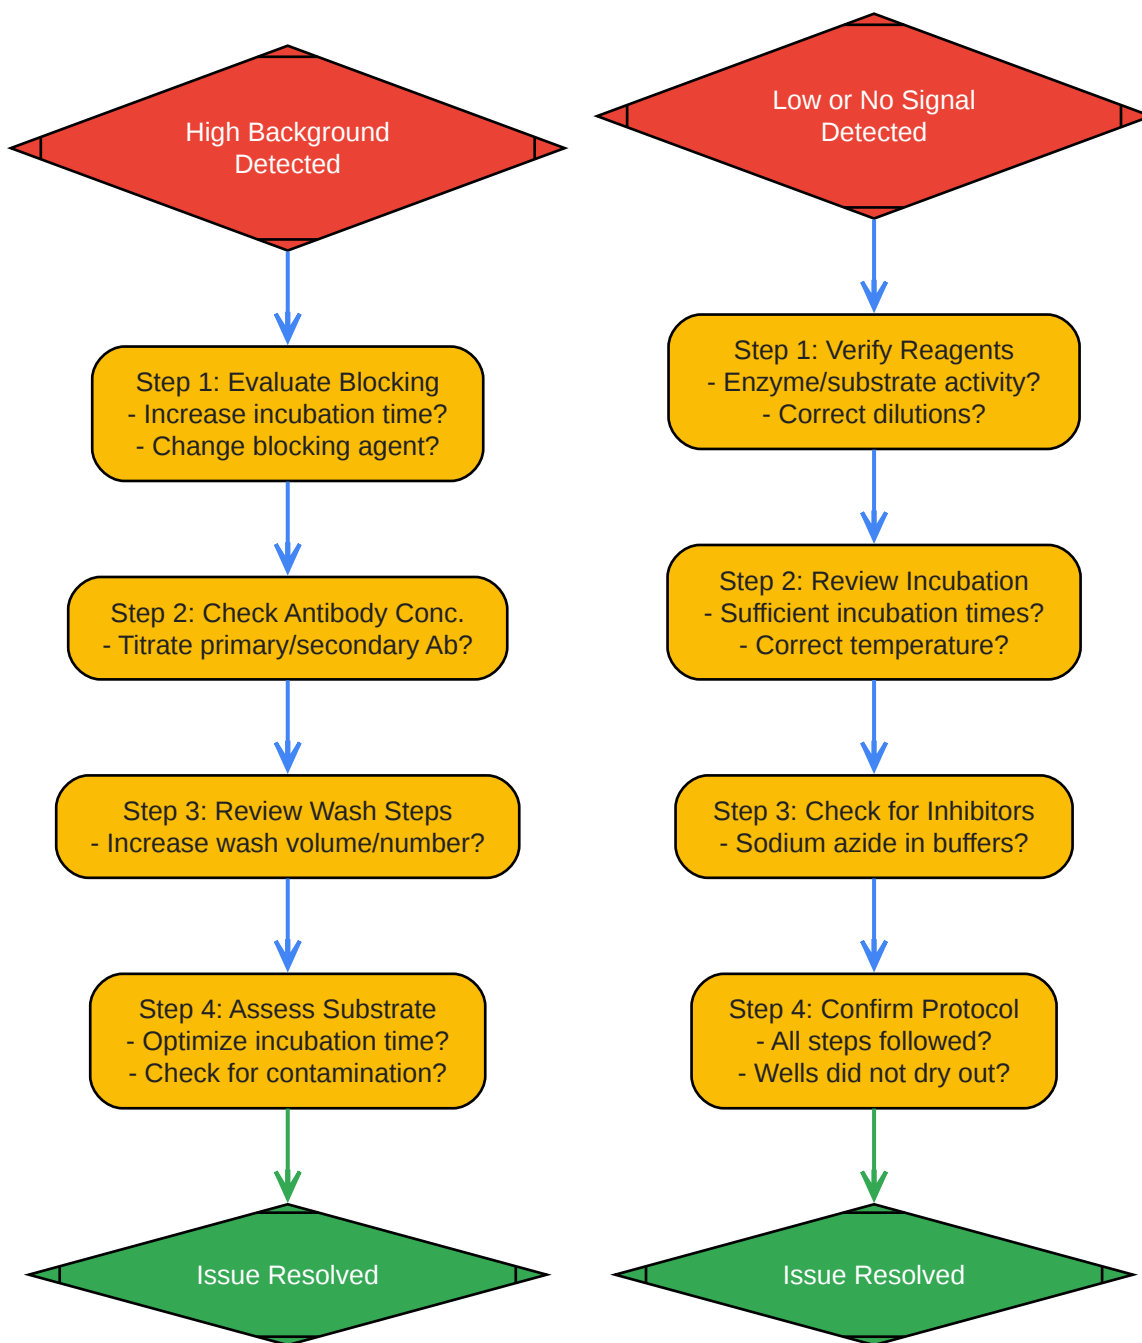 High Background
Detected
Step 1: Evaluate Blocking
- Increase incubation time?
- Change blocking agent?
Step 2: Check Antibody Conc.
- Titrate primary/secondary Ab?
Step 3: Review Wash Steps
- Increase wash volume/number?
Step 4: Assess Substrate
- Optimize incubation time?
- Check for contamination?
Issue Resolved
Low or No Signal
Detected
Step 1: Verify Reagents
- Enzyme/substrate activity?
- Correct dilutions?
Step 2: Review Incubation
- Sufficient incubation times?
- Correct temperature?
Step 3: Check for Inhibitors
- Sodium azide in buffers?
Step 4: Confirm Protocol
- All steps followed?
- Wells did not dry out?
Issue Resolved